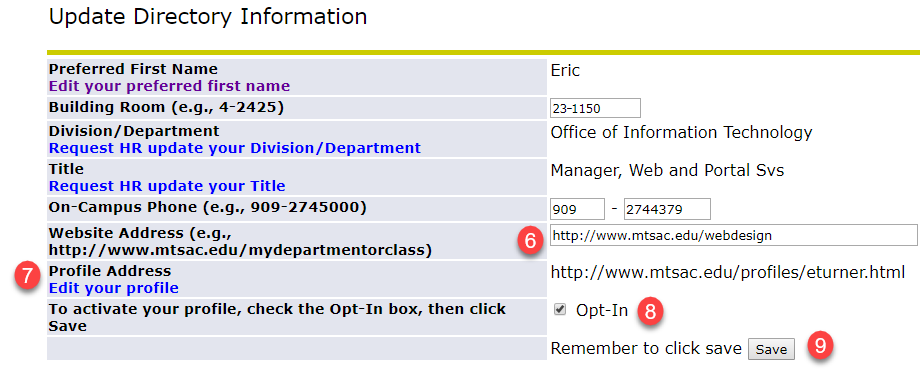 Update Directory Information
Preferred First Name
Edit your preferred first name
Eric
Building Room (e.g., 4-2425)
23-1150
Division/Department
Request HR update your Division/Department
Office of Information Technology
Title
Request HR update your Title
Manager, Web and Portal Svs
On-Campus Phone (e.g., 909-2745000)
909 - 2744379
Website Address (e.g.,
http://www.mtsac.edu/mydepartmentorclass)
6 http://www.mtsac.edu/webdesign
7
Profile Address
Edit your profile
http://www.mtsac.edu/profiles/eturner.html
To activate your profile, check the Opt-In box, then click
Save
Opt-In 8
Remember to click save Save 9